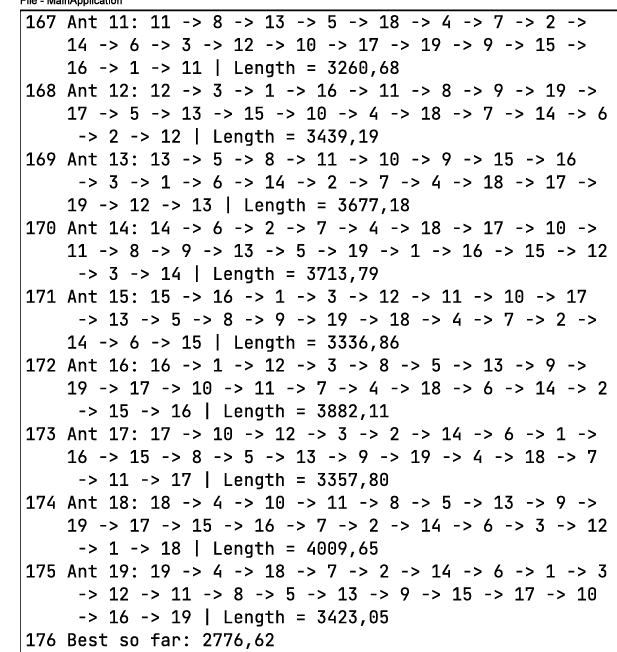 File - MainApplication
167 Ant 11: 11 -> 8 -> 13 -> 5 -> 18 -> 4 -> 7 -> 2 ->
14 -> 6 -> 3 -> 12 -> 10 -> 17 -> 19 -> 9 -> 15 ->
16 -> 1 -> 11 | Length = 3260,68
168 Ant 12: 12 -> 3 -> 1 -> 16 -> 11 -> 8 -> 9 -> 19 ->
17 -> 5 -> 13 -> 15 -> 10 -> 4 -> 18 -> 7 -> 14 -> 6
-> 2 -> 12 | Length = 3439,19
169 Ant 13: 13 -> 5 -> 8 -> 11 -> 10 -> 9 -> 15 -> 16
-> 3 -> 1 -> 6 -> 14 -> 2 -> 7 -> 4 -> 18 -> 17 ->
19 -> 12 -> 13 | Length = 3677,18
170 Ant 14: 14 -> 6 -> 2 -> 7 -> 4 -> 18 -> 17 -> 10 ->
11 -> 8 -> 9 -> 13 -> 5 -> 19 -> 1 -> 16 -> 15 -> 12
-> 3 -> 14 | Length = 3713,79
171 Ant 15: 15 -> 16 -> 1 -> 3 -> 12 -> 11 -> 10 -> 17
-> 13 -> 5 -> 8 -> 9 -> 19 -> 18 -> 4 -> 7 -> 2 ->
14 -> 6 -> 15 | Length = 3336,86
172 Ant 16: 16 -> 1 -> 12 -> 3 -> 8 -> 5 -> 13 -> 9 ->
19 -> 17 -> 10 -> 11 -> 7 -> 4 -> 18 -> 6 -> 14 -> 2
-> 15 -> 16 | Length = 3882,11
173 Ant 17: 17 -> 10 -> 12 -> 3 -> 2 -> 14 -> 6 -> 1 ->
16 -> 15 -> 8 -> 5 -> 13 -> 9 -> 19 -> 4 -> 18 -> 7
-> 11 -> 17 | Length = 3357,80
174 Ant 18: 18 -> 4 -> 10 -> 11 -> 8 -> 5 -> 13 -> 9 ->
19 -> 17 -> 15 -> 16 -> 7 -> 2 -> 14 -> 6 -> 3 -> 12
-> 1 -> 18 | Length = 4009,65
175 Ant 19: 19 -> 4 -> 18 -> 7 -> 2 -> 14 -> 6 -> 1 -> 3
-> 12 -> 11 -> 8 -> 5 -> 13 -> 9 -> 15 -> 17 -> 10
-> 16 -> 19 | Length = 3423,05
176 Best so far: 2776,62